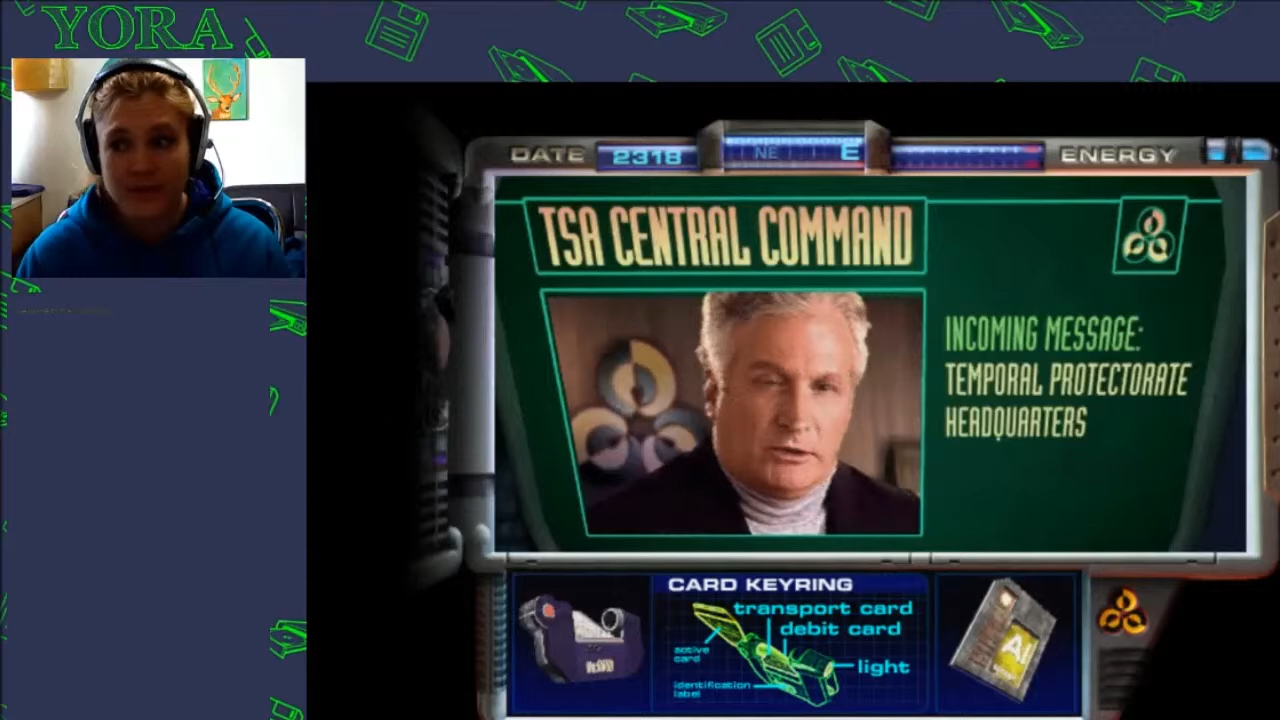 YORA
DATE
2318
NE
E
ENERGY
TSA CENTRAL COMMAND
INCOMING MESSAGE:
TEMPORAL PROTECTORATE
HEADQUARTERS
CARD KEYRING
transport card
debit card
active
card
light
identification
label
AI